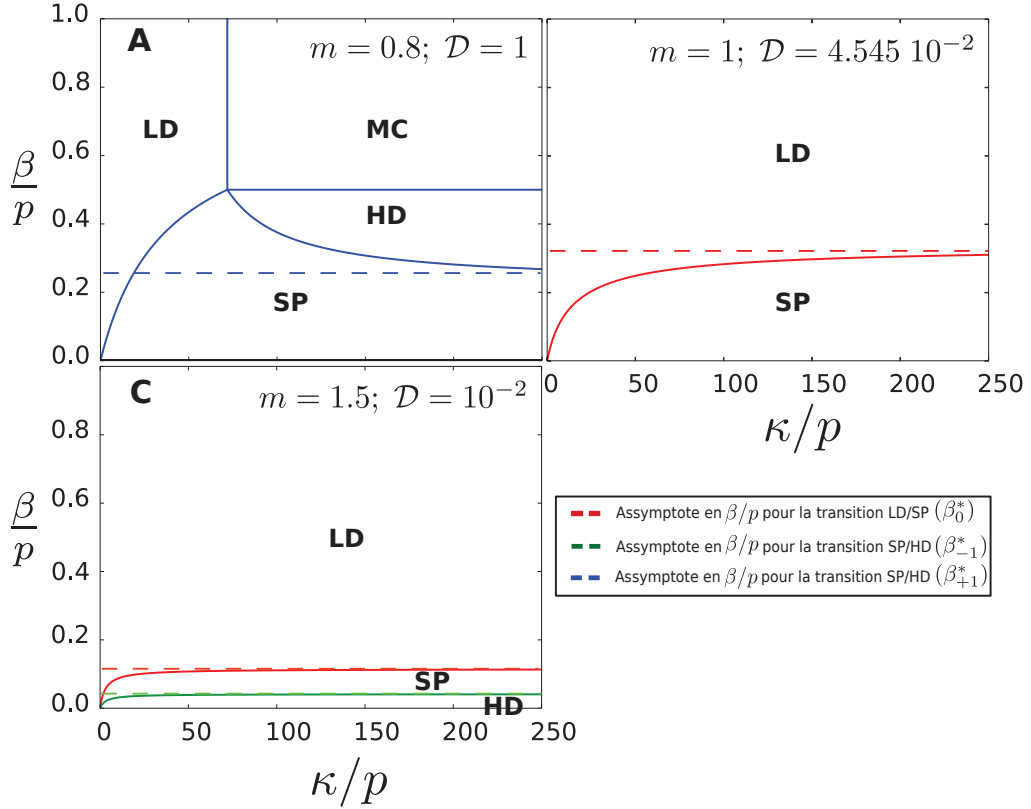 A
m = 0.8; D = 1
LD
MC
HD
SP
β/p
1.0
0.8
0.6
0.4
0.2
0.0
m = 1; D = 4.545 10⁻²
LD
SP
0 50 100 150 200 250
κ/p
C
m = 1.5; D = 10⁻²
LD
SP
HD
β/p
0.8
0.6
0.4
0.2
0.0
0 50 100 150 200 250
κ/p
Assymptote en β/p pour la transition LD/SP (β₀*)
Assymptote en β/p pour la transition SP/HD (β₋₁*)
Assymptote en β/p pour la transition SP/HD (β₊₁*)